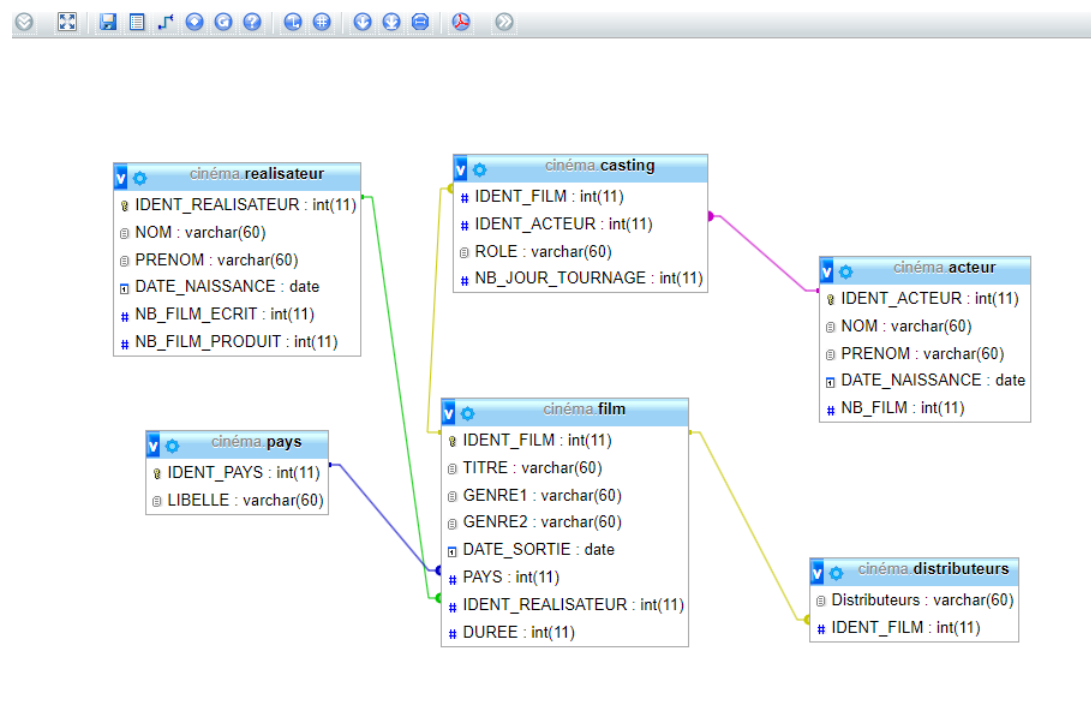 cinéma.realisateur
IDENT_REALISATEUR : int(11)
NOM : varchar(60)
PRENOM : varchar(60)
DATE_NAISSANCE : date
NB_FILM_ECRIT : int(11)
NB_FILM_PRODUIT : int(11)
cinéma.casting
IDENT_FILM : int(11)
IDENT_ACTEUR : int(11)
ROLE : varchar(60)
NB_JOUR_TOURNAGE : int(11)
cinéma.acteur
IDENT_ACTEUR : int(11)
NOM : varchar(60)
PRENOM : varchar(60)
DATE_NAISSANCE : date
NB_FILM : int(11)
cinéma.pays
IDENT_PAYS : int(11)
LIBELLE : varchar(60)
cinéma.film
IDENT_FILM : int(11)
TITRE : varchar(60)
GENRE1 : varchar(60)
GENRE2 : varchar(60)
DATE_SORTIE : date
PAYS : int(11)
IDENT_REALISATEUR : int(11)
DUREE : int(11)
cinéma.distributeurs
Distributeurs : varchar(60)
IDENT_FILM : int(11)